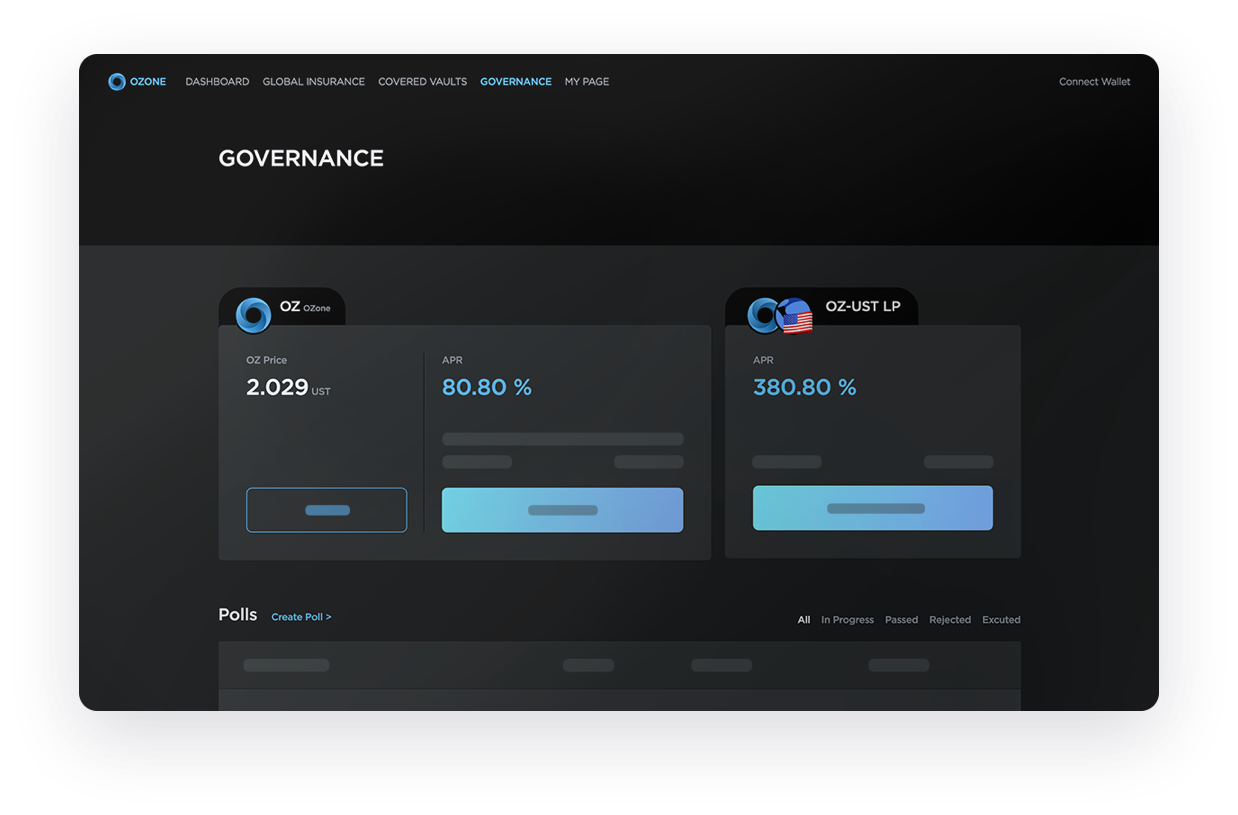 OZONE DASHBOARD GLOBAL INSURANCE COVERED VAULTS GOVERNANCE MY PAGE Connect Wallet
GOVERNANCE
OZ OZone
OZ-UST LP
OZ Price
2.029 UST
APR
80.80 %
APR
380.80 %
Polls Create Poll >
All In Progress Passed Rejected Excuted